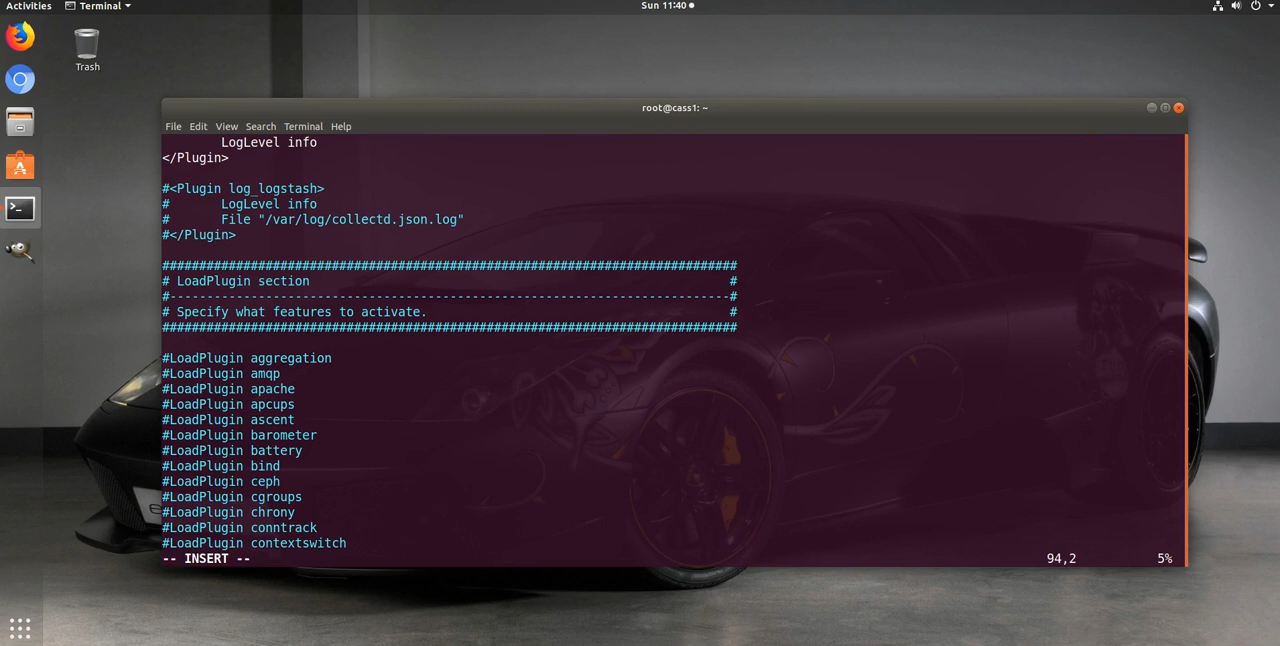 Activities Terminal Sun 11:40
Trash
root@cass1: ~
File Edit View Search Terminal Help
        LogLevel info
</Plugin>
#<Plugin log_logstash>
#       LogLevel info
#       File "/var/log/collectd.json.log"
#</Plugin>
##############################################################################
# LoadPlugin section                                                         #
#----------------------------------------------------------------------------#
# Specify what features to activate.                                         #
##############################################################################
#LoadPlugin aggregation
#LoadPlugin amqp
#LoadPlugin apache
#LoadPlugin apcups
#LoadPlugin ascent
#LoadPlugin barometer
#LoadPlugin battery
#LoadPlugin bind
#LoadPlugin ceph
#LoadPlugin cgroups
#LoadPlugin chrony
#LoadPlugin conntrack
#LoadPlugin contextswitch
-- INSERT -- 94,2 5%